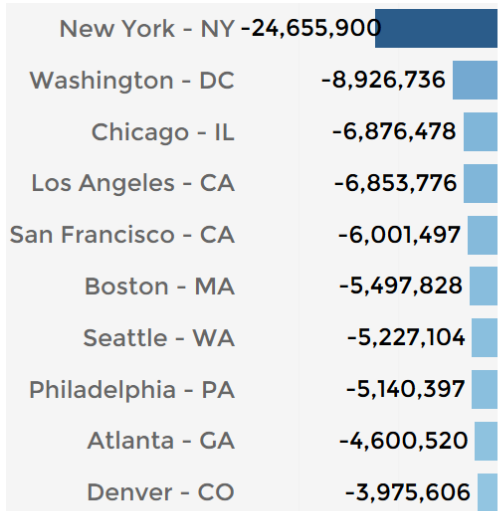 New York - NY -24,655,900
Washington - DC -8,926,736
Chicago - IL -6,876,478
Los Angeles - CA -6,853,776
San Francisco - CA -6,001,497
Boston - MA -5,497,828
Seattle - WA -5,227,104
Philadelphia - PA -5,140,397
Atlanta - GA -4,600,520
Denver - CO -3,975,606